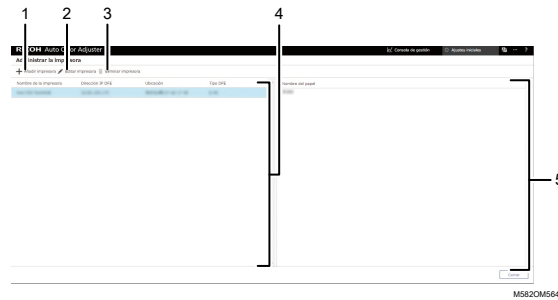 1 2 3 4
RICOH Auto Color Adjuster
Consola de gestión Ajustes iniciales ?
Administrar la impresora
Añadir impresora Editar impresora Eliminar impresora
Nombre de la impresora Dirección IP DFE Ubicación Tipo DFE Nombre del papel
5
Cerrar
M582OM564